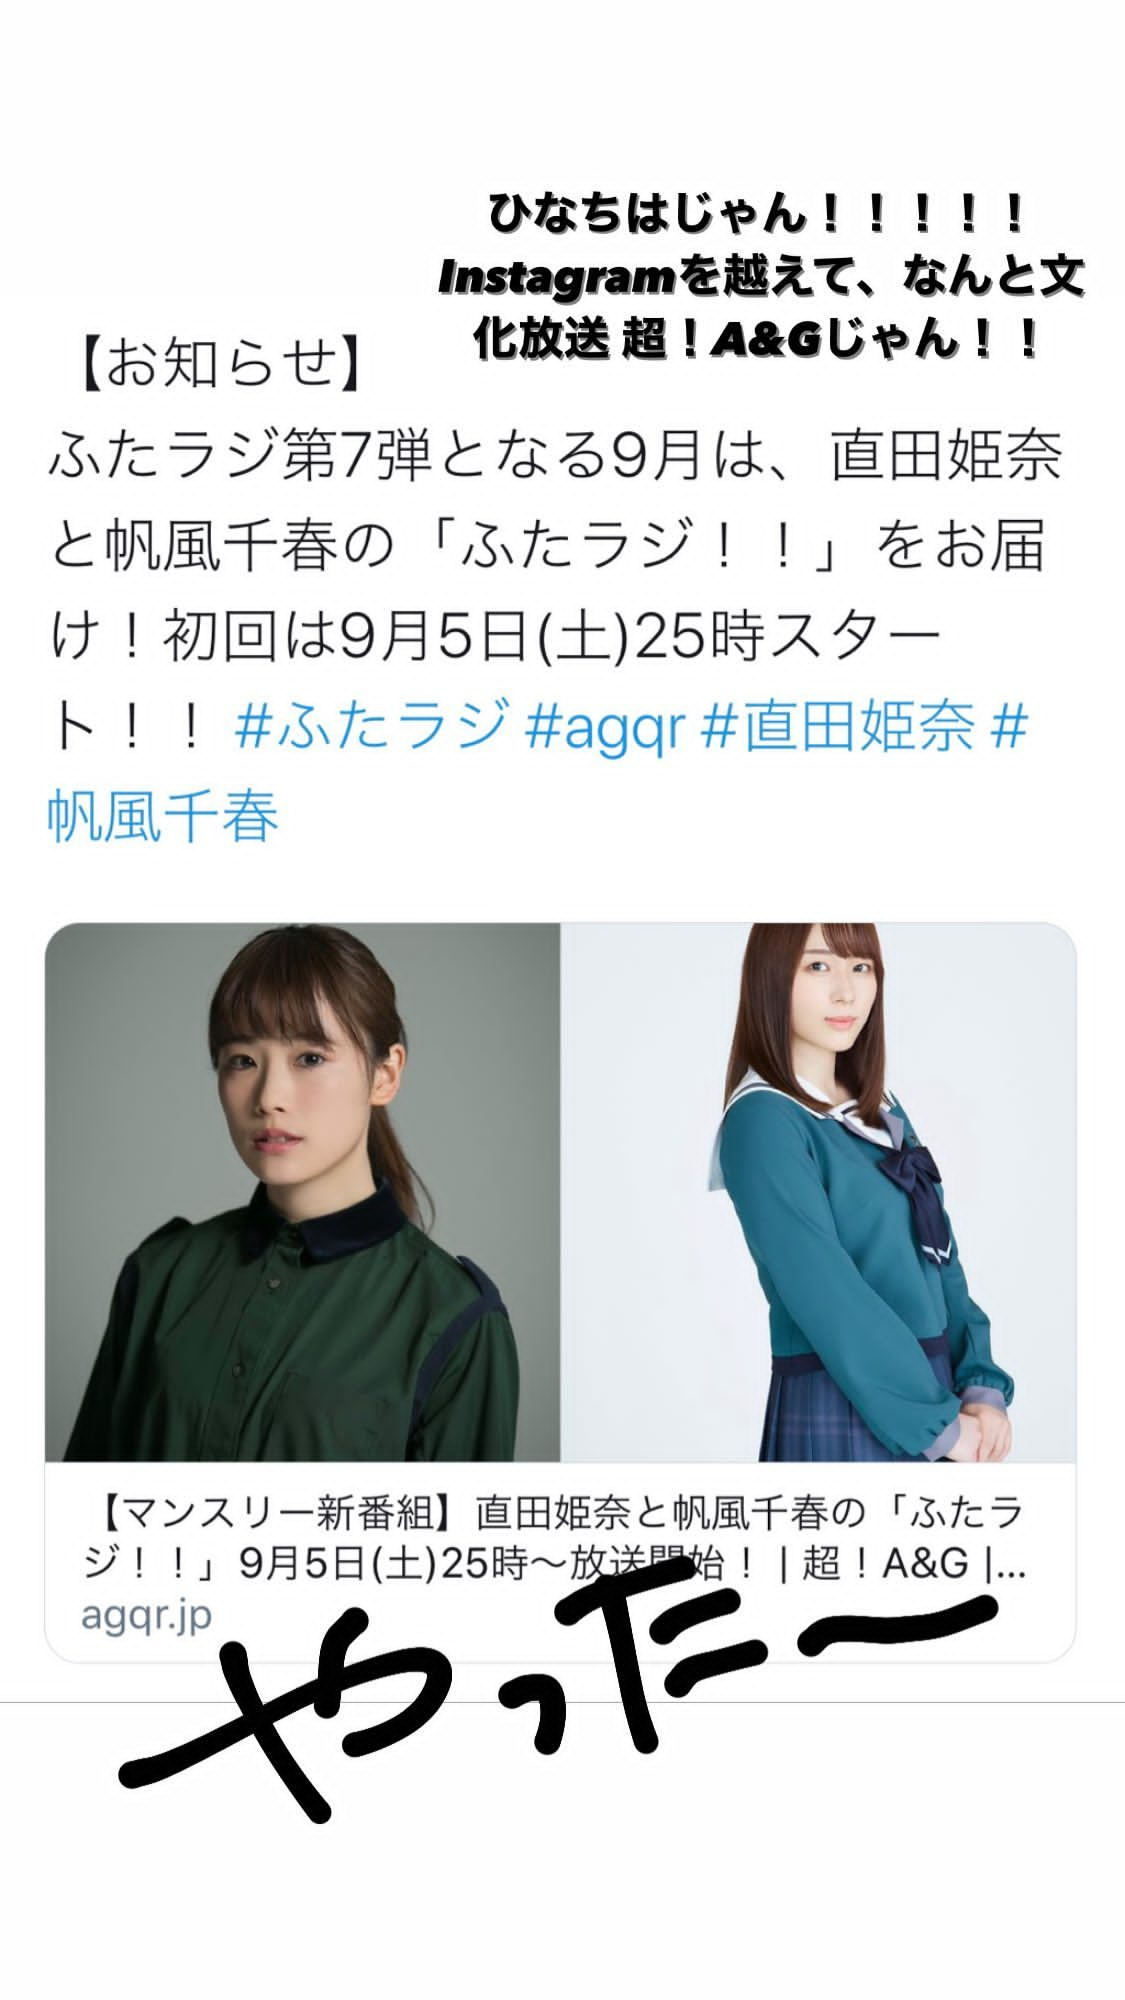 ひなちはじゃん！！！！！
Instagramを越えて、なんと文
化放送 超！A&Gじゃん！！
【お知らせ】
ふたラジ第7弾となる9月は、直田姫奈
と帆風千春の「ふたラジ！！」をお届
け！初回は9月5日(土)25時スター
ト！！ #ふたラジ #agqr #直田姫奈 #
帆風千春
【マンスリー新番組】直田姫奈と帆風千春の「ふたラ
ジ！！」9月5日(土)25時〜放送開始！ | 超！A&G |...
agqr.jp
やったー